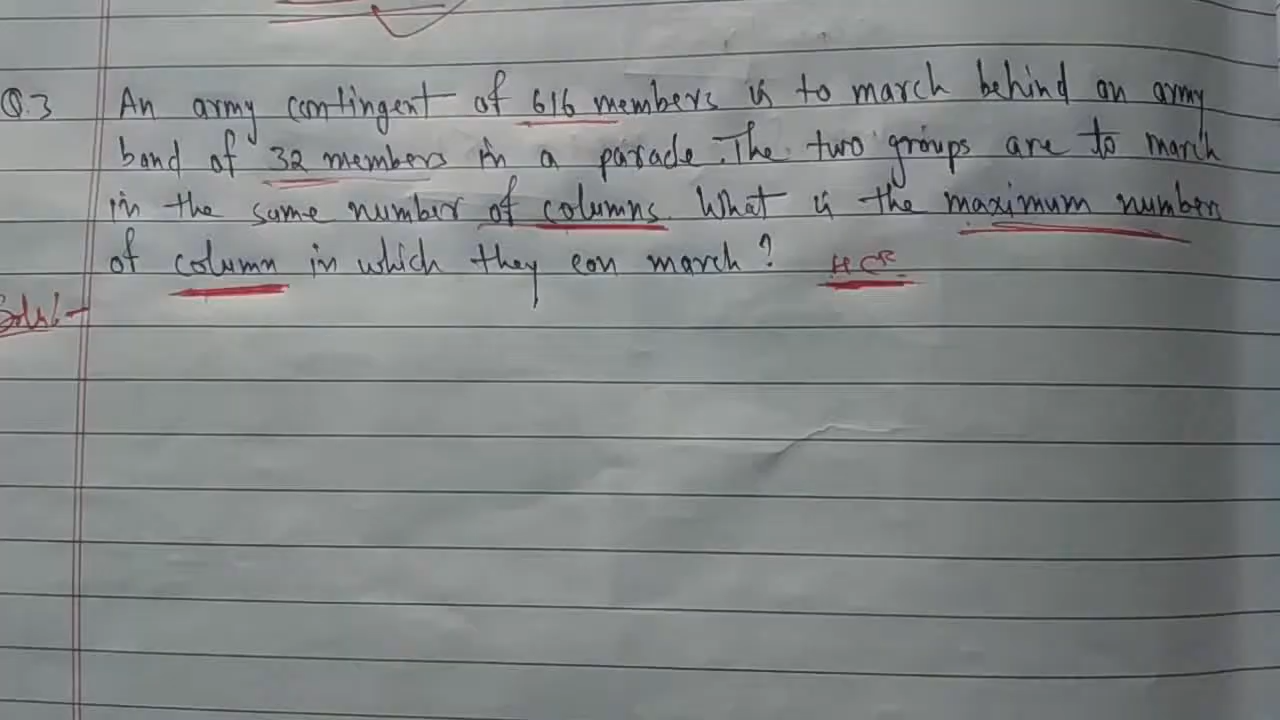 Q.3 An army contingent of 616 members is to march behind an army
band of 32 members in a parade. The two groups are to march
in the same number of columns. What is the maximum number
of column in which they can march? HCF
Sol:-